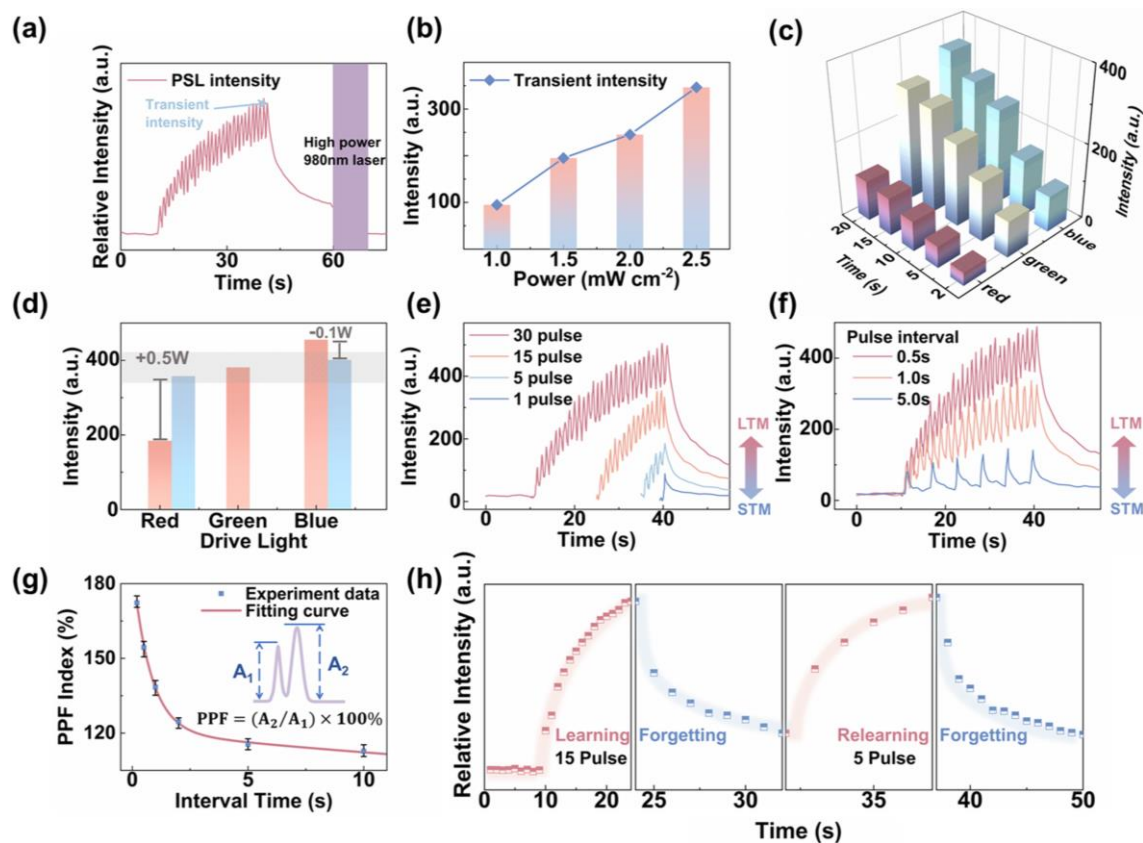 (a)
Relative Intensity (a.u.)
PSL intensity
Transient
intensity
High power
980nm laser
0 30 60
Time (s)
(b)
Intensity (a.u.)
Transient intensity
300
100
1.0 1.5 2.0 2.5
Power (mW cm-2)
(c)
400
200
0
Intensity (a.u.)
20
15
10
5
2
Time (s)
red
green
blue
(d)
Intensity (a.u.)
400
200
0
+0.5W
-0.1W
Red Green Blue
Drive Light
(e)
Intensity (a.u.)
400
200
0
30 pulse
15 pulse
5 pulse
1 pulse
LTM
STM
0 20 40
Time (s)
(f)
Intensity (a.u.)
400
200
0
Pulse interval
0.5s
1.0s
5.0s
LTM
STM
0 20 40
Time (s)
(g)
PPF Index (%)
180
150
120
Experiment data
Fitting curve
A1
A2
PPF = (A2/A1) × 100%
0 5 10
Interval Time (s)
(h)
Relative Intensity (a.u.)
Learning
15 Pulse
Forgetting
Relearning
5 Pulse
Forgetting
0 10 20 25 30 35 40 45 50
Time (s)